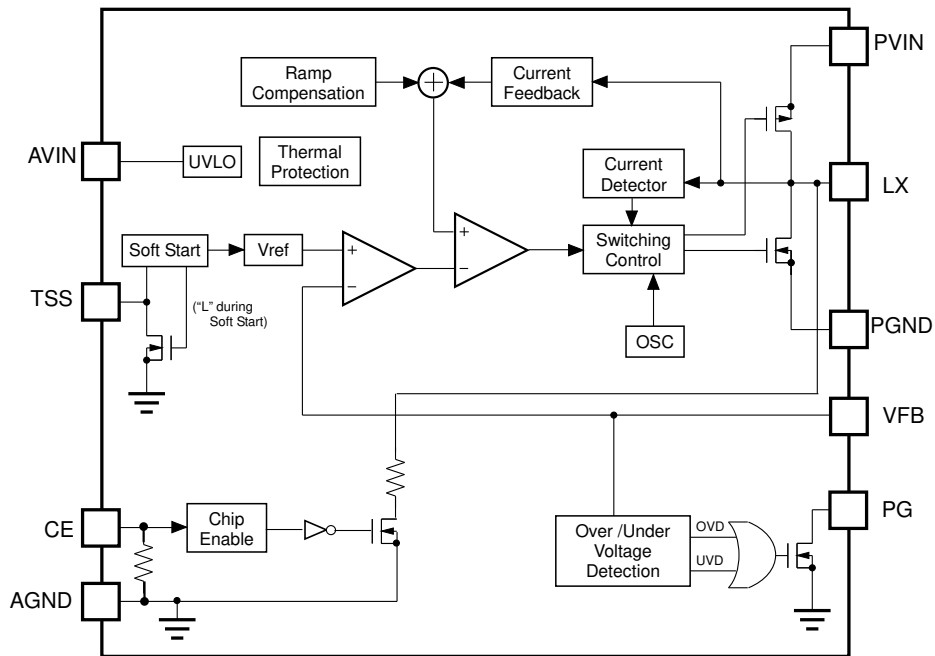 PVIN
Ramp
Compensation
+
Current
Feedback
AVIN
UVLO
Thermal
Protection
Current
Detector
LX
Soft Start
Vref
+
−
+
−
Switching
Control
TSS
("L" during
Soft Start)
OSC
PGND
VFB
CE
Chip
Enable
Over /Under
Voltage
Detection
OVD
UVD
PG
AGND